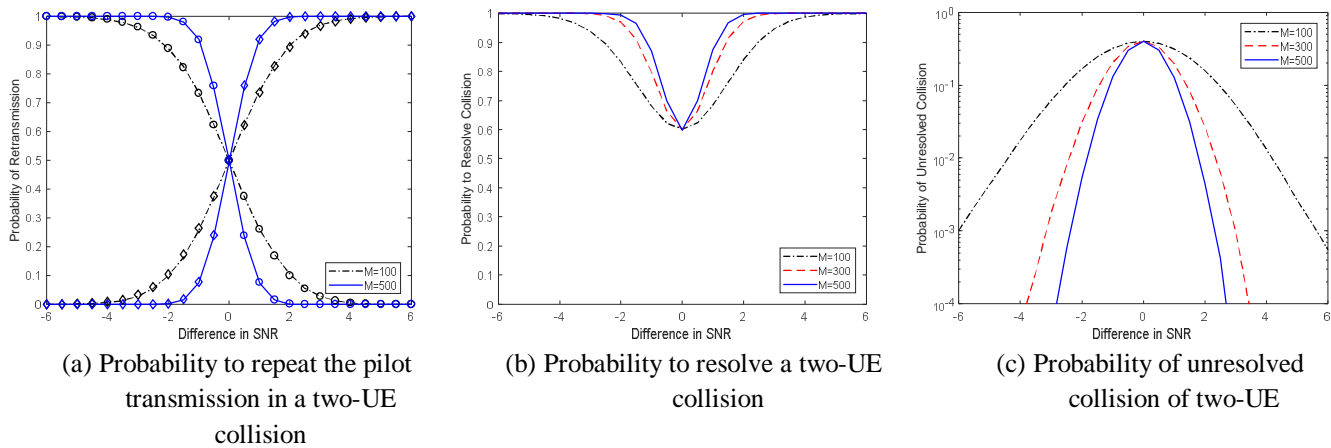 Probability of Retransmission
1
0.9
0.8
0.7
0.6
0.5
0.4
0.3
0.2
0.1
0
-6 -4 -2 0 2 4 6
Difference in SNR
M=100
M=500
(a) Probability to repeat the pilot
transmission in a two-UE
collision
Probability to Resolve Collision
1
0.9
0.8
0.7
0.6
0.5
0.4
0.3
0.2
0.1
0
-6 -4 -2 0 2 4 6
Difference in SNR
M=100
M=300
M=500
(b) Probability to resolve a two-UE
collision
Probability of Unresolved Collision
10^0
10^-1
10^-2
10^-3
10^-4
-6 -4 -2 0 2 4 6
Difference in SNR
M=100
M=300
M=500
(c) Probability of unresolved
collision of two-UE